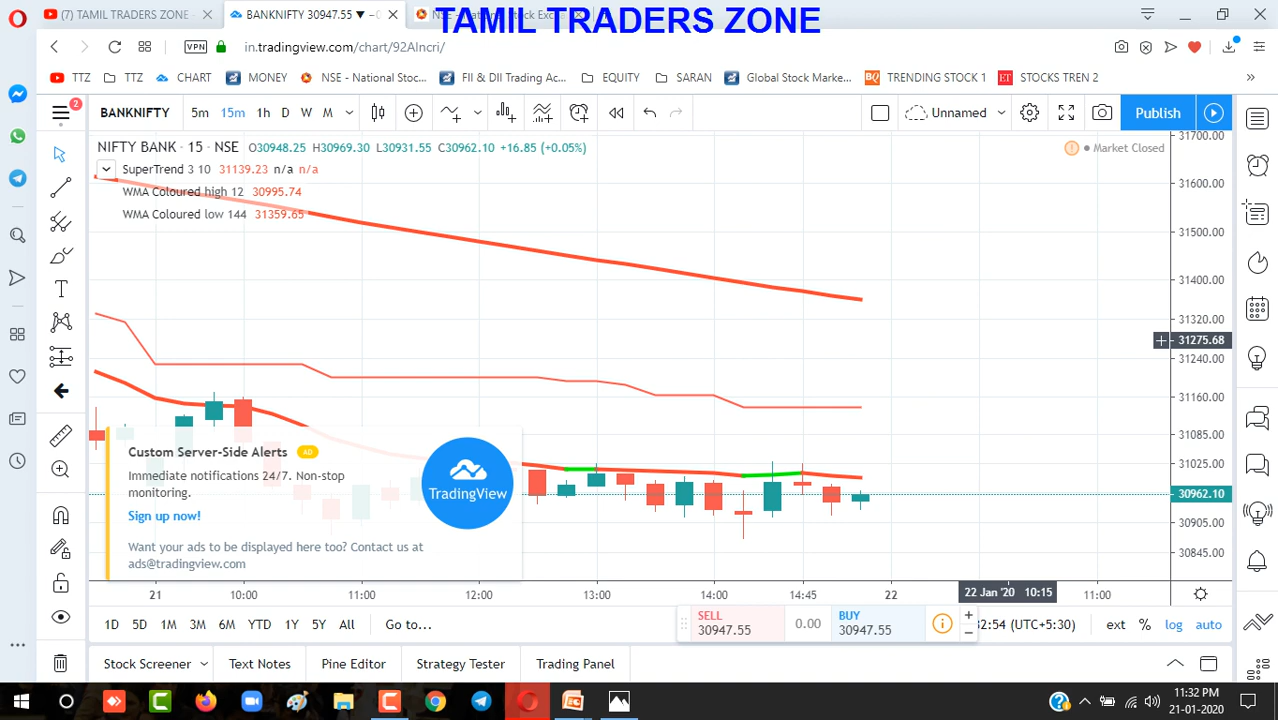 (7) TAMIL TRADERS ZONE
BANKNIFTY 30947.55 ▼
TAMIL TRADERS ZONE
VPN
in.tradingview.com/chart/92AIncri/
TTZ
TTZ
CHART
MONEY
NSE - National Stoc...
FII & DII Trading Ac...
EQUITY
SARAN
Global Stock Marke...
BQ TRENDING STOCK 1
ET STOCKS TREN 2
»
2
BANKNIFTY
5m 15m 1h D W M
Unnamed
Publish
NIFTY BANK · 15 · NSE O30948.25 H30969.30 L30931.55 C30962.10 +16.85 (+0.05%)
Market Closed
SuperTrend 3 10 31139.23 n/a n/a
WMA Coloured high 12 30995.74
WMA Coloured low 144 31359.65
31700.00
31600.00
31500.00
31400.00
31320.00
31275.68
31240.00
31160.00
31085.00
31025.00
30962.10
30905.00
30845.00
Custom Server-Side Alerts AD
Immediate notifications 24/7. Non-stop
monitoring.
Sign up now!
TradingView
Want your ads to be displayed here too? Contact us at
ads@tradingview.com
21 10:00 11:00 12:00 13:00 14:00 14:45 22 22 Jan '20 10:15 11:00
1D 5D 1M 3M 6M YTD 1Y 5Y All Go to...
SELL
30947.55
0.00
BUY
30947.55
2:54 (UTC+5:30)
ext % log auto
Stock Screener Text Notes Pine Editor Strategy Tester Trading Panel
11:32 PM
21-01-2020